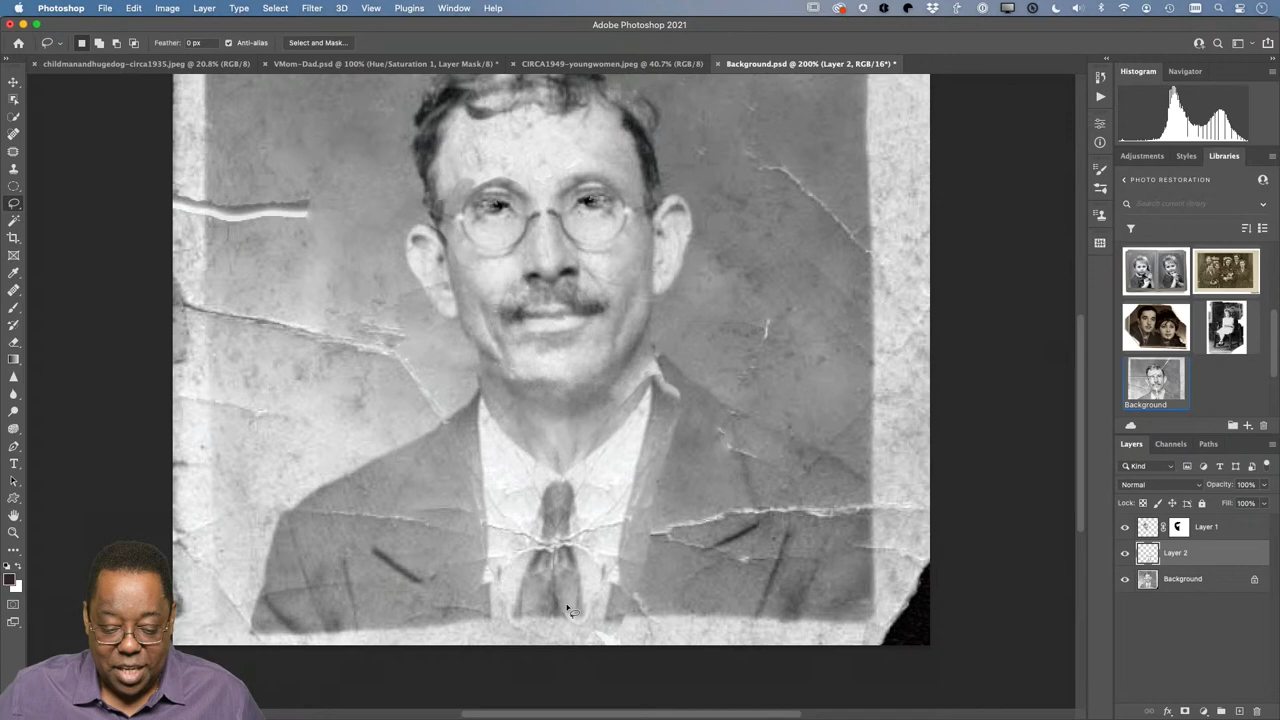 Photoshop File Edit Image Layer Type Select Filter 3D View Plugins Window Help
Adobe Photoshop 2021
Feather: 0 px Anti-alias Select and Mask...
childmanandhugedog-circa1935.jpeg @ 20.8% (RGB/8) VMom-Dad.psd @ 100% (Hue/Saturation 1, Layer Mask/8) * CIRCA1949-youngwomen.jpeg @ 40.7% (RGB/8) Background.psd @ 200% (Layer 2, RGB/16*) *
Histogram Navigator
Adjustments Styles Libraries
PHOTO RESTORATION
Search current library
Background
Layers Channels Paths
Kind
Normal Opacity: 100%
Lock: Fill: 100%
Layer 1
Layer 2
Background